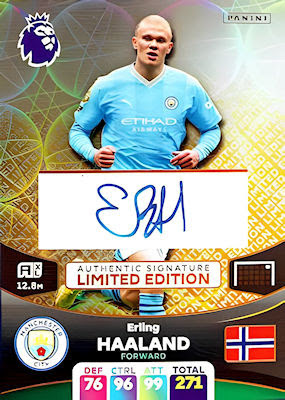 PANINI
ETIHAD
AIRWAYS
AXL
12.8M
AUTHENTIC SIGNATURE
LIMITED EDITION
MANCHESTER
CITY
Erling
HAALAND
FORWARD
DEF CTRL ATT TOTAL
76 96 99 271